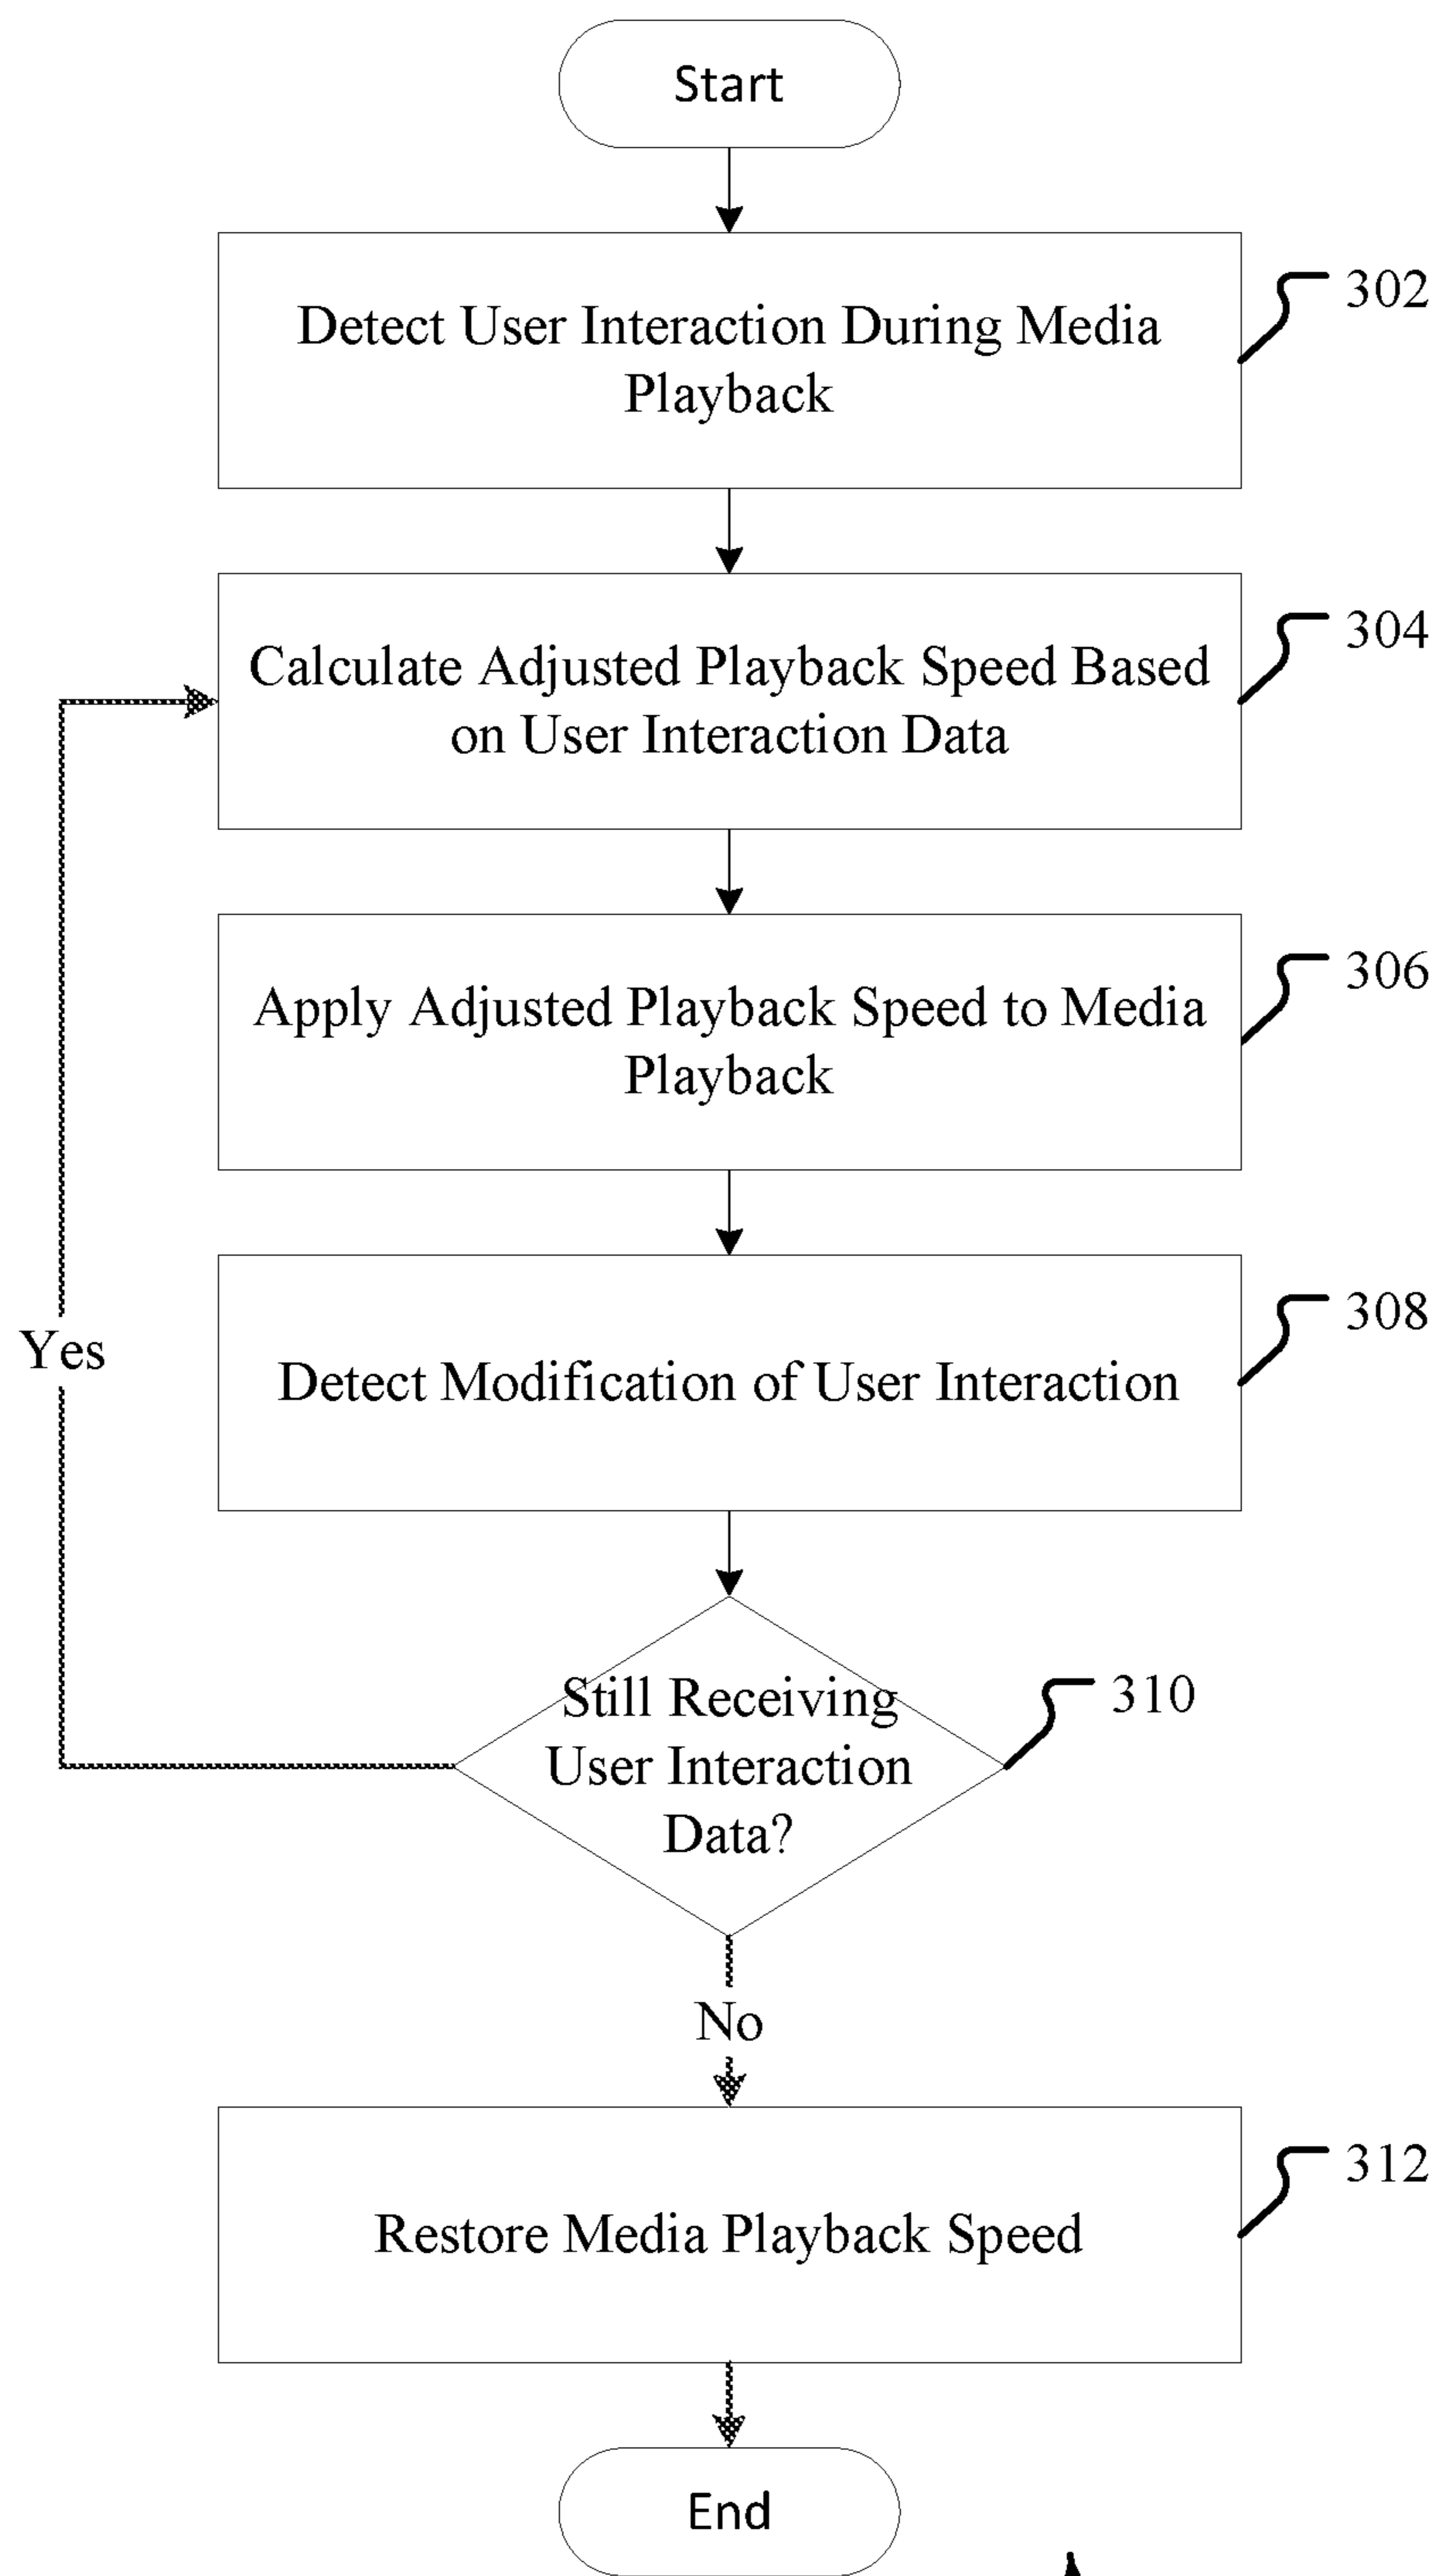 Start
Detect User Interaction During Media
Playback
302
Calculate Adjusted Playback Speed Based
on User Interaction Data
304
Apply Adjusted Playback Speed to Media
Playback
306
Yes
Detect Modification of User Interaction
308
Still Receiving
User Interaction
Data?
310
No
Restore Media Playback Speed
312
End